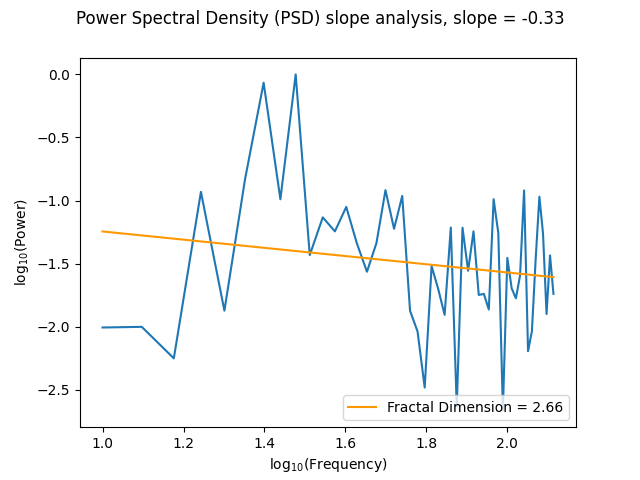 Power Spectral Density (PSD) slope analysis, slope = -0.33
0.0
−0.5
−1.0
−1.5
−2.0
−2.5
log10(Power)
Fractal Dimension = 2.66
1.0 1.2 1.4 1.6 1.8 2.0
log10(Frequency)